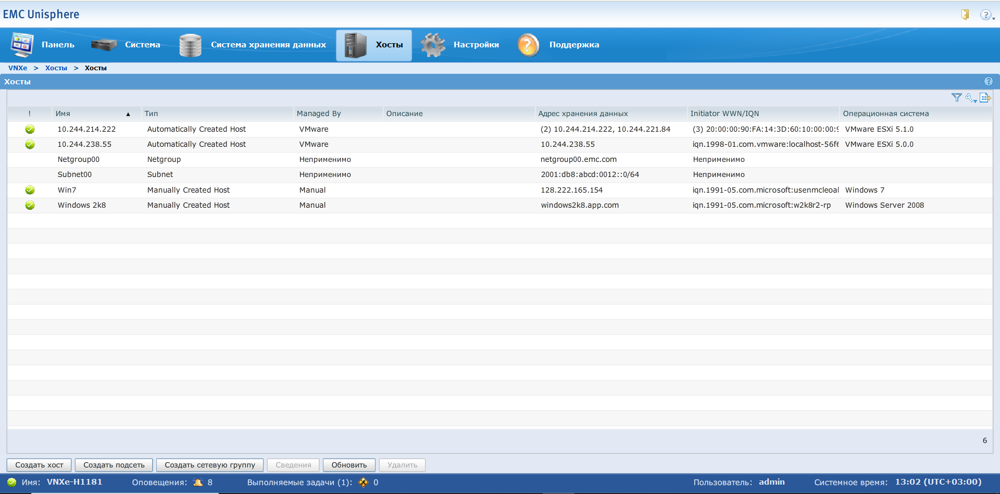 EMC Unisphere
Панель Система Система хранения данных Хосты Настройки Поддержка
VNXe > Хосты > Хосты
Хосты
! Имя ▲ Тип Managed By Описание Адрес хранения данных Initiator WWN/IQN Операционная система
10.244.214.222 Automatically Created Host VMware (2) 10.244.214.222, 10.244.221.84 (3) 20:00:00:90:FA:14:3D:60:10:00:00:9 VMware ESXi 5.1.0
10.244.238.55 Automatically Created Host VMware 10.244.238.55 iqn.1998-01.com.vmware:localhost-56f6 VMware ESXi 5.0.0
Netgroup00 Netgroup Неприменимо netgroup00.emc.com Неприменимо
Subnet00 Subnet Неприменимо 2001:db8:abcd:0012::0/64 Неприменимо
Win7 Manually Created Host Manual 128.222.165.154 iqn.1991-05.com.microsoft:usenmcleoal Windows 7
Windows 2k8 Manually Created Host Manual windows2k8.app.com iqn.1991-05.com.microsoft:w2k8r2-rp Windows Server 2008
6
Создать хост Создать подсеть Создать сетевую группу Сведения Обновить Удалить
Имя: VNXe-H1181 Оповещения: 8 Выполняемые задачи (1): 0 Пользователь: admin Системное время: 13:02 (UTC+03:00)